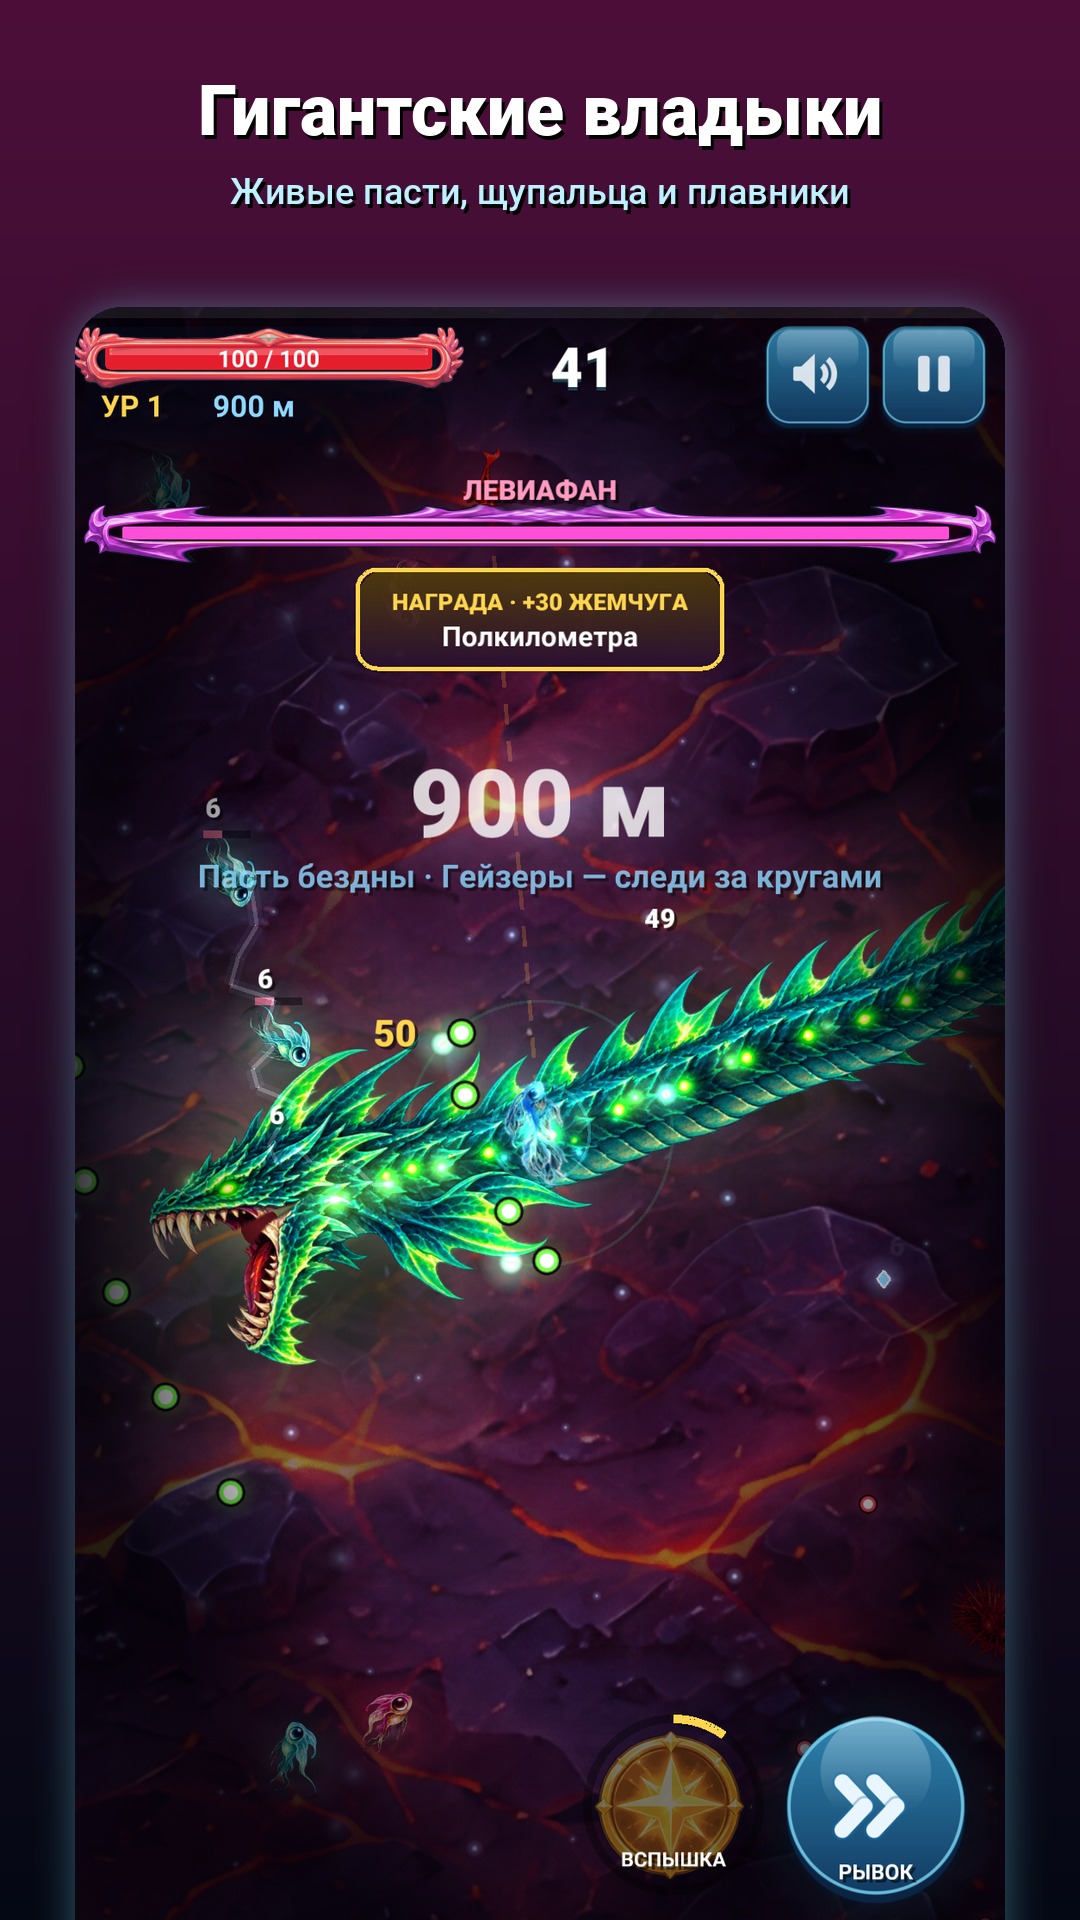 Гигантские владыки
Живые пасти, щупальца и плавники
100 / 100
41
УР 1 900 м
ЛЕВИАФАН
НАГРАДА · +30 ЖЕМЧУГА
Полкилометра
900 м
6
Пасть бездны · Гейзеры — следи за кругами
49
6
50
6
ВСПЫШКА
РЫВОК